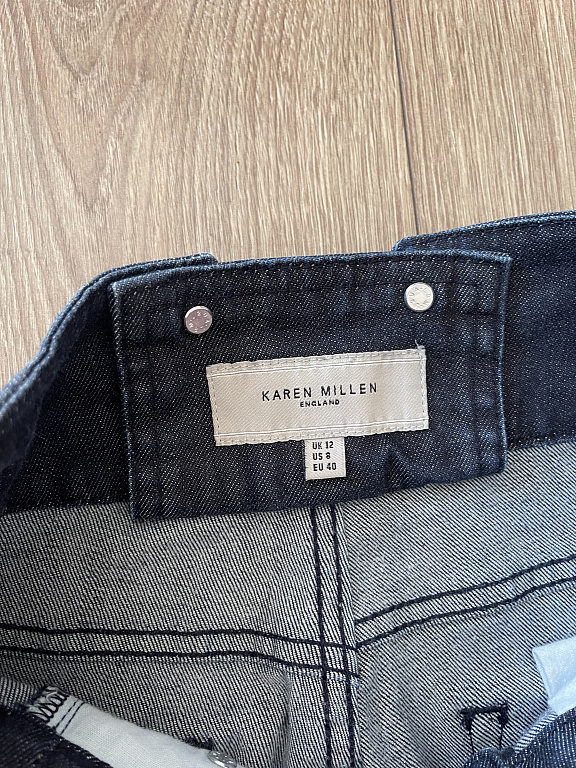 KAREN MILLEN
ENGLAND
UK 12
US 8
EU 40